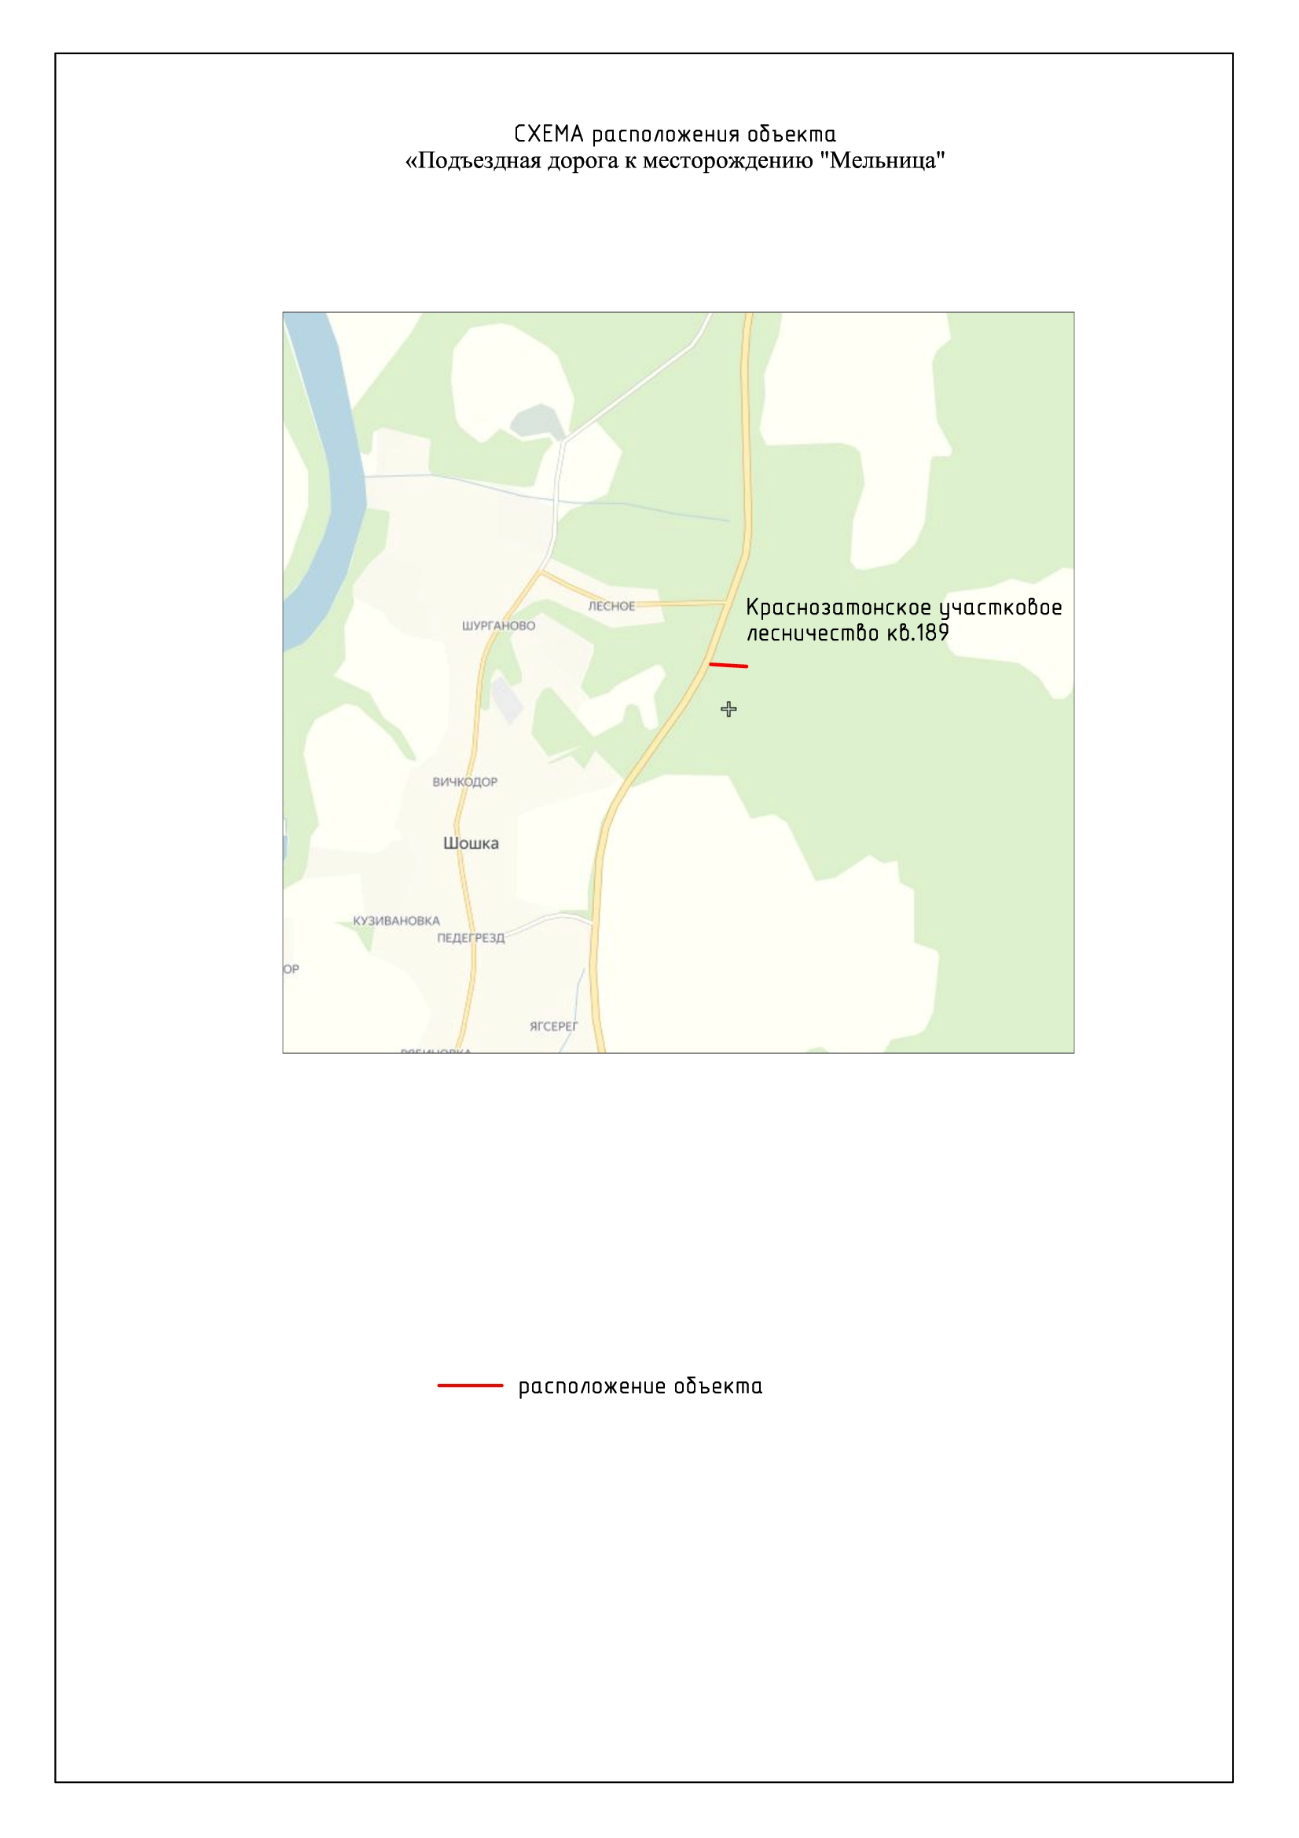 СХЕМА расположения объекта
«Подъездная дорога к месторождению "Мельница"
ЛЕСНОЕ
Краснозатонское участковое
лесничество кв.189
ШУРГАНОВО
ВИЧКОДОР
Шошка
КУЗИВАНОВКА
ПЕДЕГРЕЗД
ОР
ЯГСЕРЕГ
расположение объекта